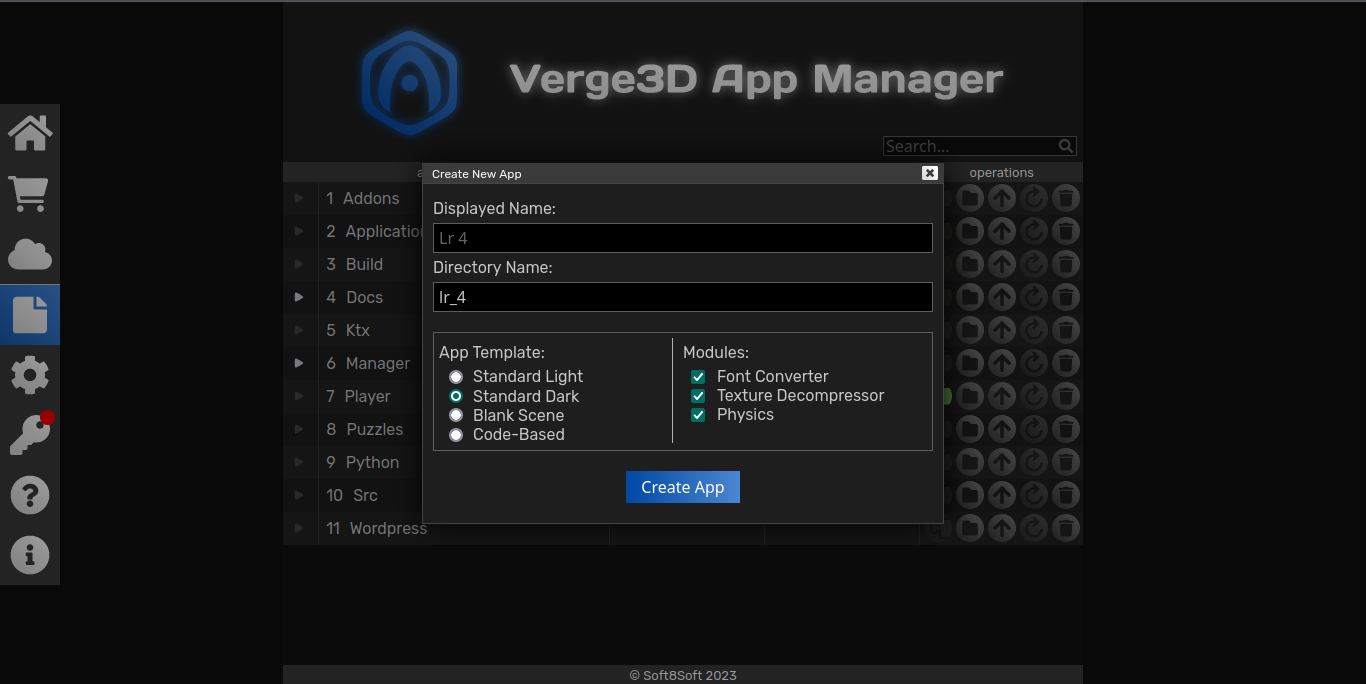 Verge3D App Manager
Search...
operations
Create New App
Displayed Name:
Lr 4
Directory Name:
lr_4
App Template:
Standard Light
Standard Dark
Blank Scene
Code-Based
Modules:
Font Converter
Texture Decompressor
Physics
Create App
1 Addons
2
3 Build
4 Docs
5 Ktx
6 Manager
7 Player
8 Puzzles
9 Python
10 Src
11 Wordpress
© Soft8Soft 2023